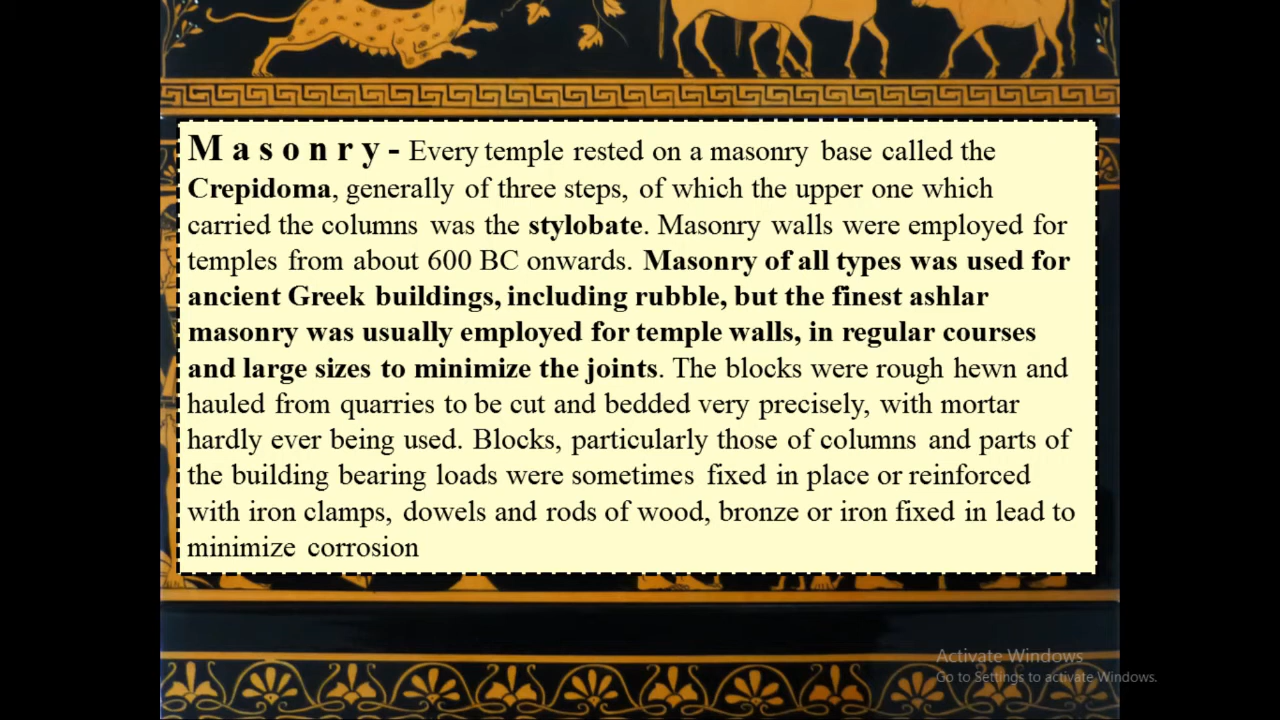 Masonry- Every temple rested on a masonry base called the
Crepidoma, generally of three steps, of which the upper one which
carried the columns was the stylobate. Masonry walls were employed for
temples from about 600 BC onwards. Masonry of all types was used for
ancient Greek buildings, including rubble, but the finest ashlar
masonry was usually employed for temple walls, in regular courses
and large sizes to minimize the joints. The blocks were rough hewn and
hauled from quarries to be cut and bedded very precisely, with mortar
hardly ever being used. Blocks, particularly those of columns and parts of
the building bearing loads were sometimes fixed in place or reinforced
with iron clamps, dowels and rods of wood, bronze or iron fixed in lead to
minimize corrosion
Activate Windows
Go to Settings to activate Windows.